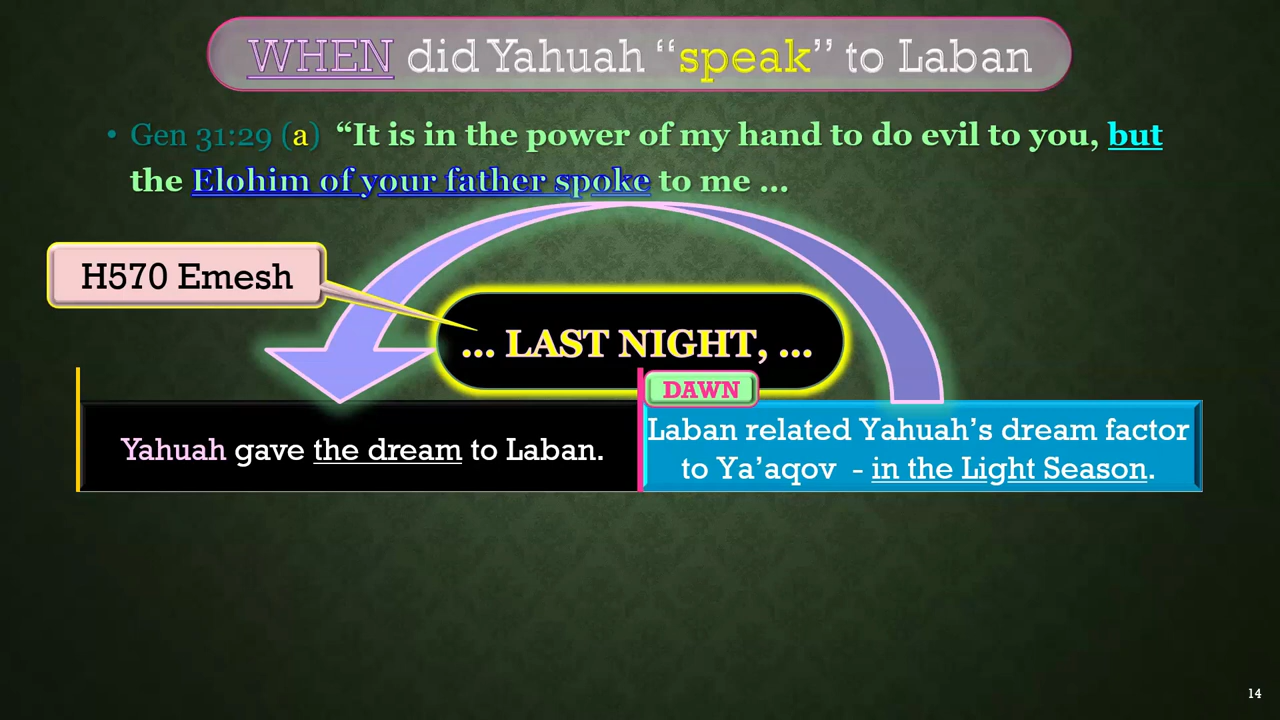 WHEN did Yahuah “speak” to Laban
• Gen 31:29 (a) “It is in the power of my hand to do evil to you, but
the Elohim of your father spoke to me ...
H570 Emesh
... LAST NIGHT, ...
DAWN
Yahuah gave the dream to Laban.
Laban related Yahuah’s dream factor
to Ya’aqov - in the Light Season.
14